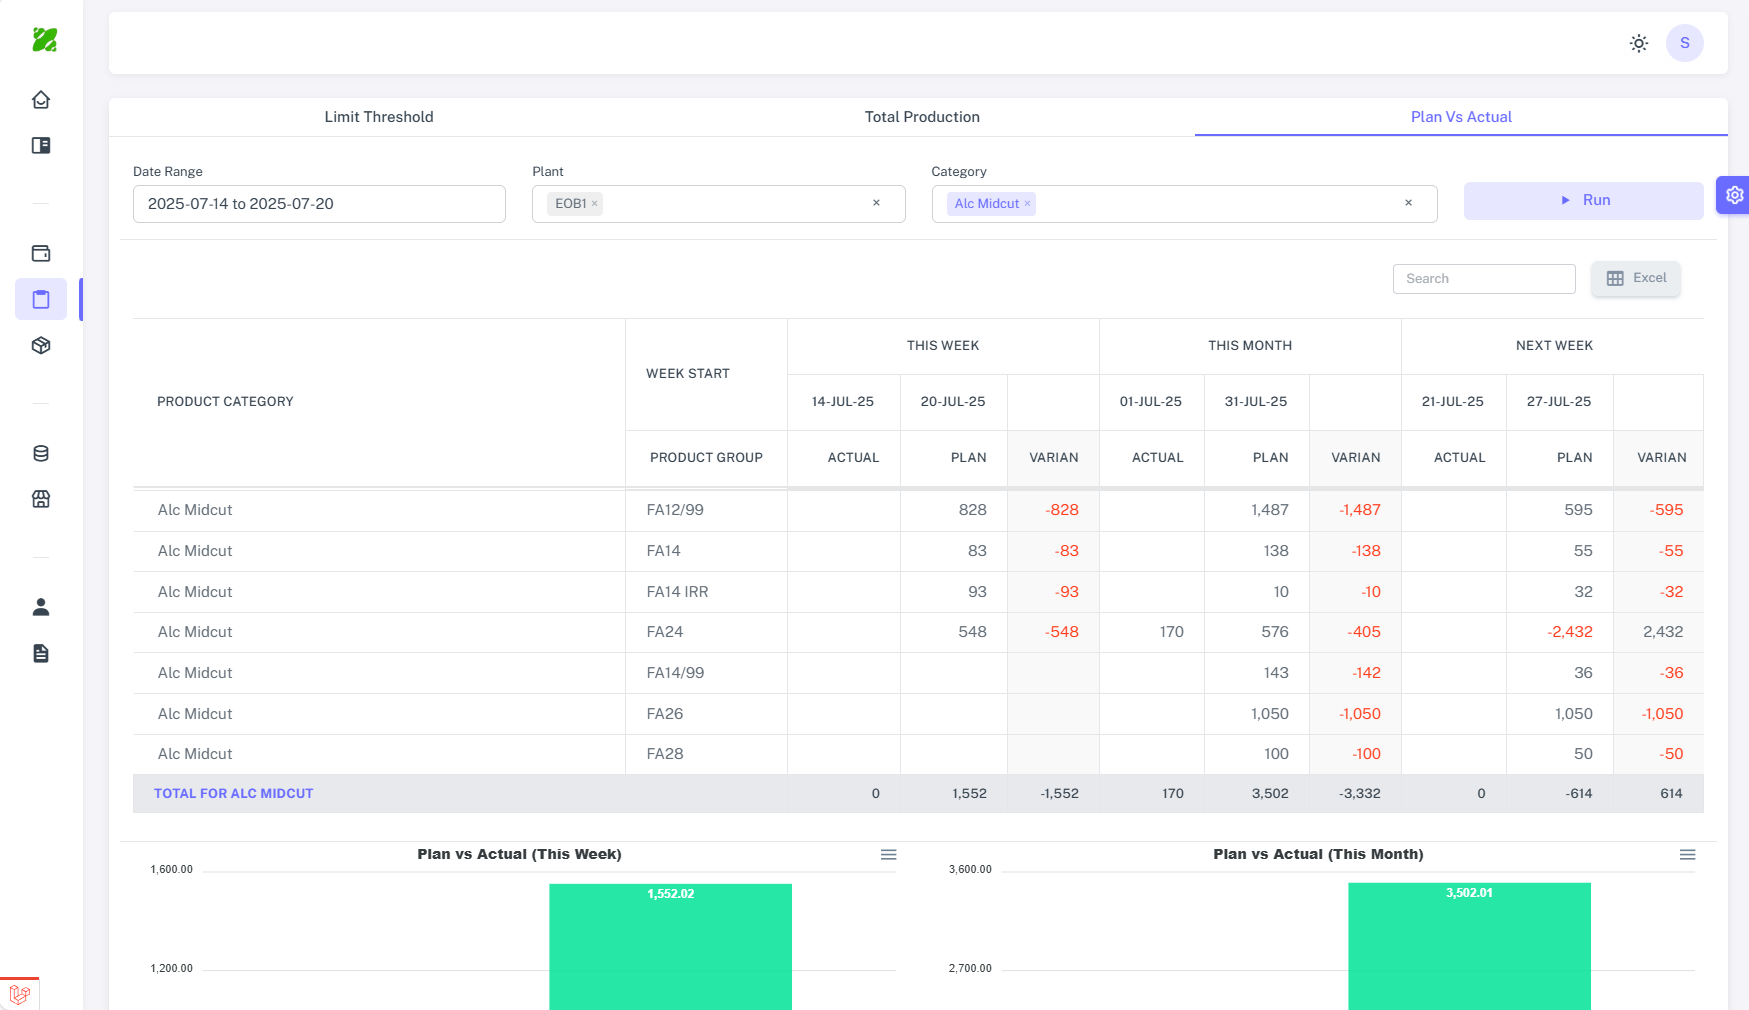 S
Limit Threshold Total Production Plan Vs Actual
Date Range Plant Category
2025-07-14 to 2025-07-20 EOB1 × × Alc Midcut × × Run
Search Excel
THIS WEEK THIS MONTH NEXT WEEK
WEEK START
PRODUCT CATEGORY 14-JUL-25 20-JUL-25 01-JUL-25 31-JUL-25 21-JUL-25 27-JUL-25
PRODUCT GROUP ACTUAL PLAN VARIAN ACTUAL PLAN VARIAN ACTUAL PLAN VARIAN
Alc Midcut FA12/99 828 -828 1,487 -1,487 595 -595
Alc Midcut FA14 83 -83 138 -138 55 -55
Alc Midcut FA14 IRR 93 -93 10 -10 32 -32
Alc Midcut FA24 548 -548 170 576 -405 -2,432 2,432
Alc Midcut FA14/99 143 -142 36 -36
Alc Midcut FA26 1,050 -1,050 1,050 -1,050
Alc Midcut FA28 100 -100 50 -50
TOTAL FOR ALC MIDCUT 0 1,552 -1,552 170 3,502 -3,332 0 -614 614
Plan vs Actual (This Week) Plan vs Actual (This Month)
1,600.00 3,600.00
1,552.02 3,502.01
1,200.00 2,700.00